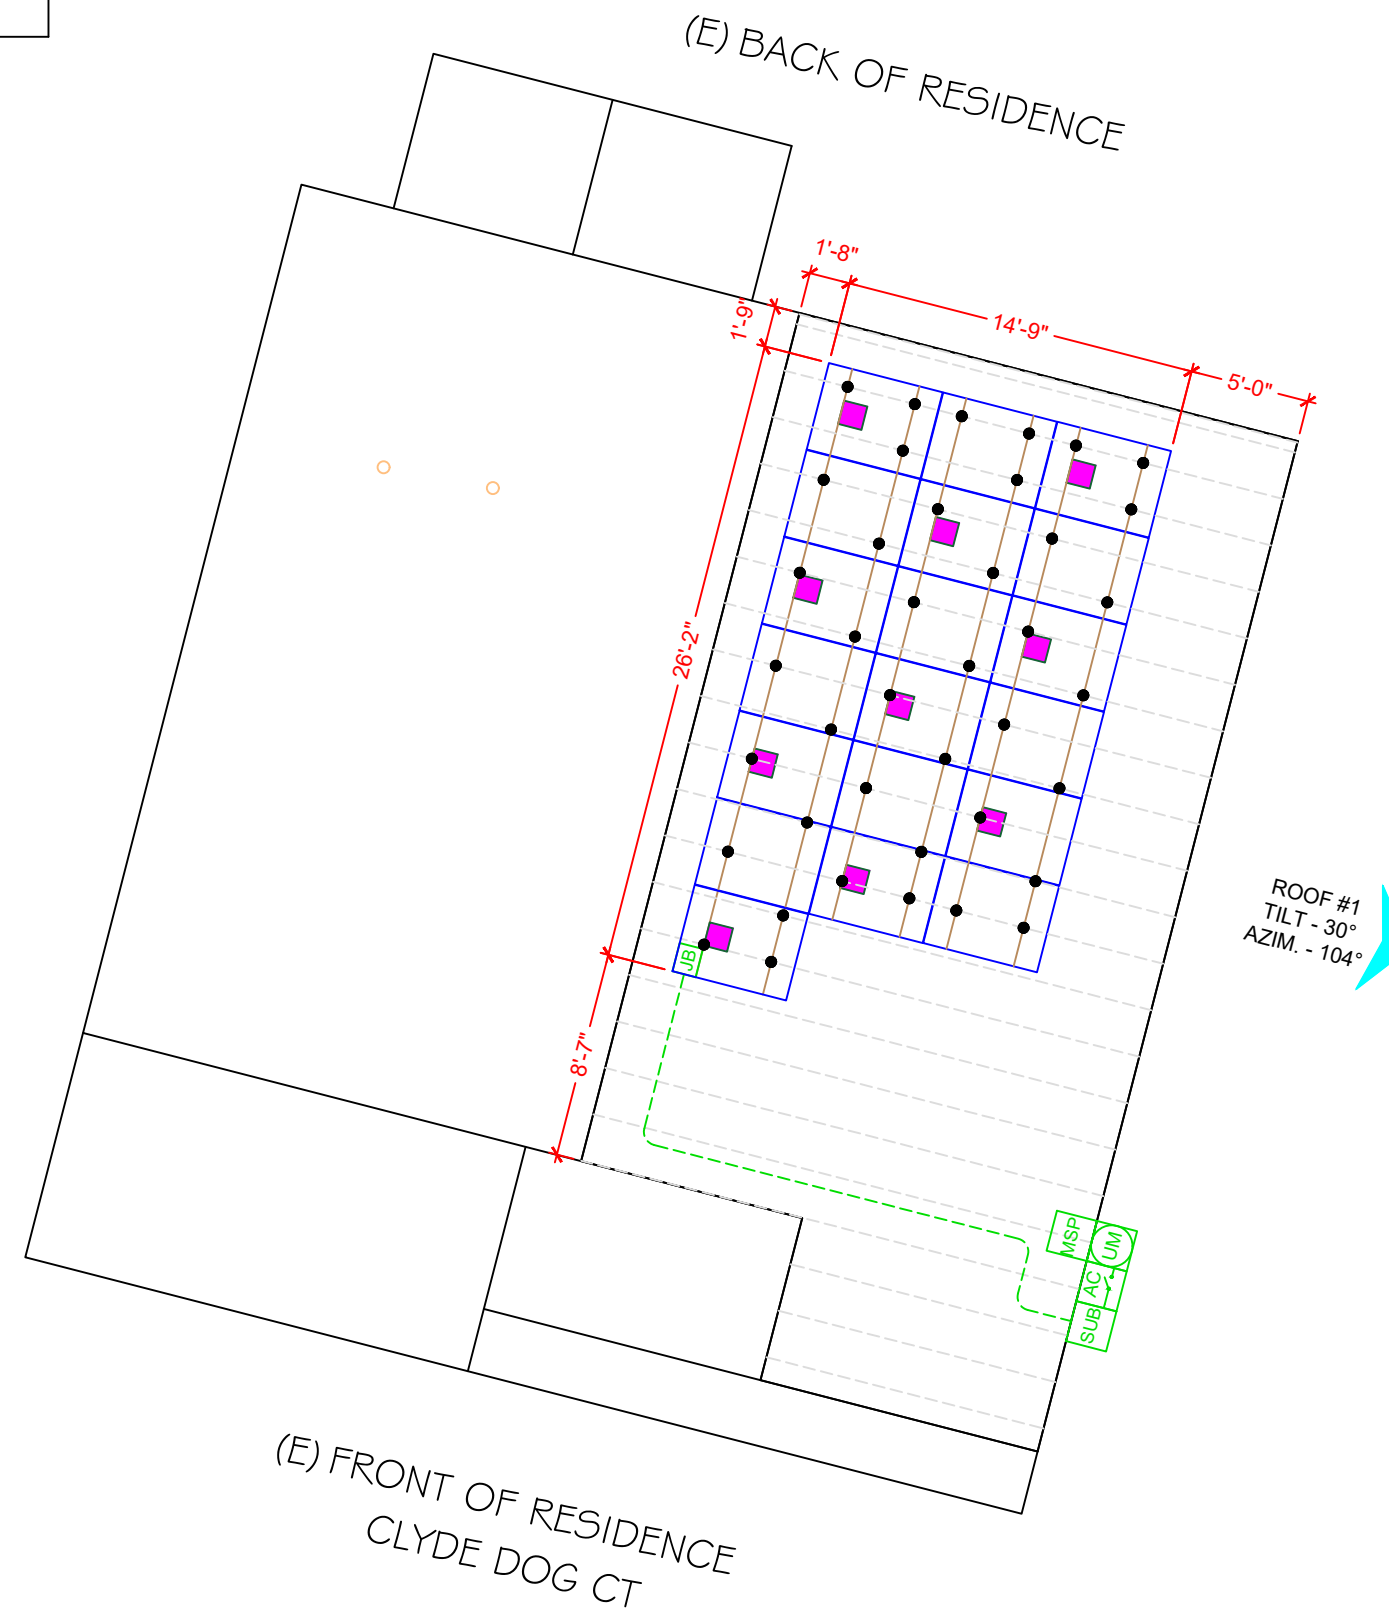 (E) BACK OF RESIDENCE
1'-8"
14'-9"
5'-0"
1'-9"
26'-2"
8'-7"
JB
ROOF #1
TILT - 30°
AZIM. - 104°
MSP
UM
AC
SUB
(E) FRONT OF RESIDENCE
CLYDE DOG CT